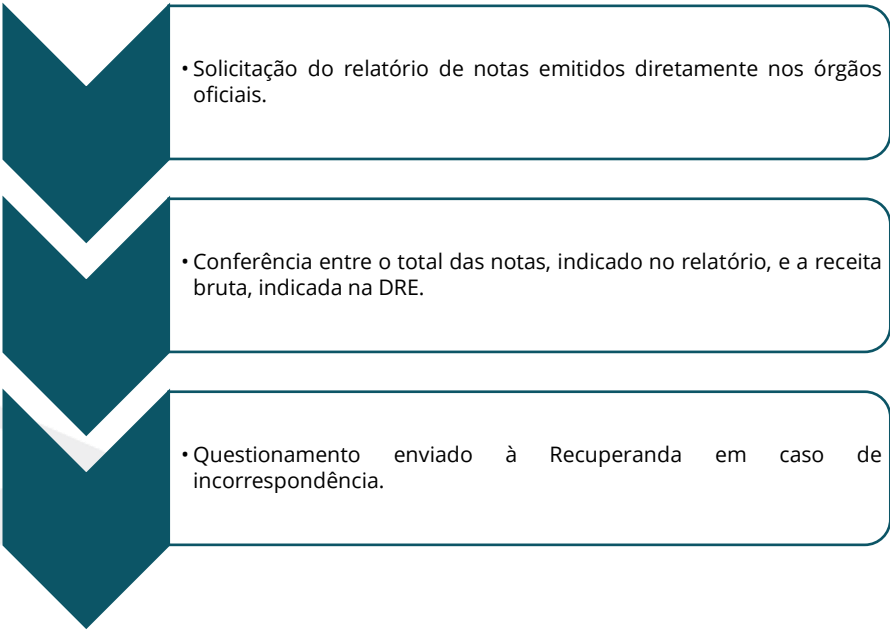 • Solicitação do relatório de notas emitidos diretamente nos órgãos
oficiais.
• Conferência entre o total das notas, indicado no relatório, e a receita
bruta, indicada na DRE.
• Questionamento enviado à Recuperanda em caso de
incorrespondência.